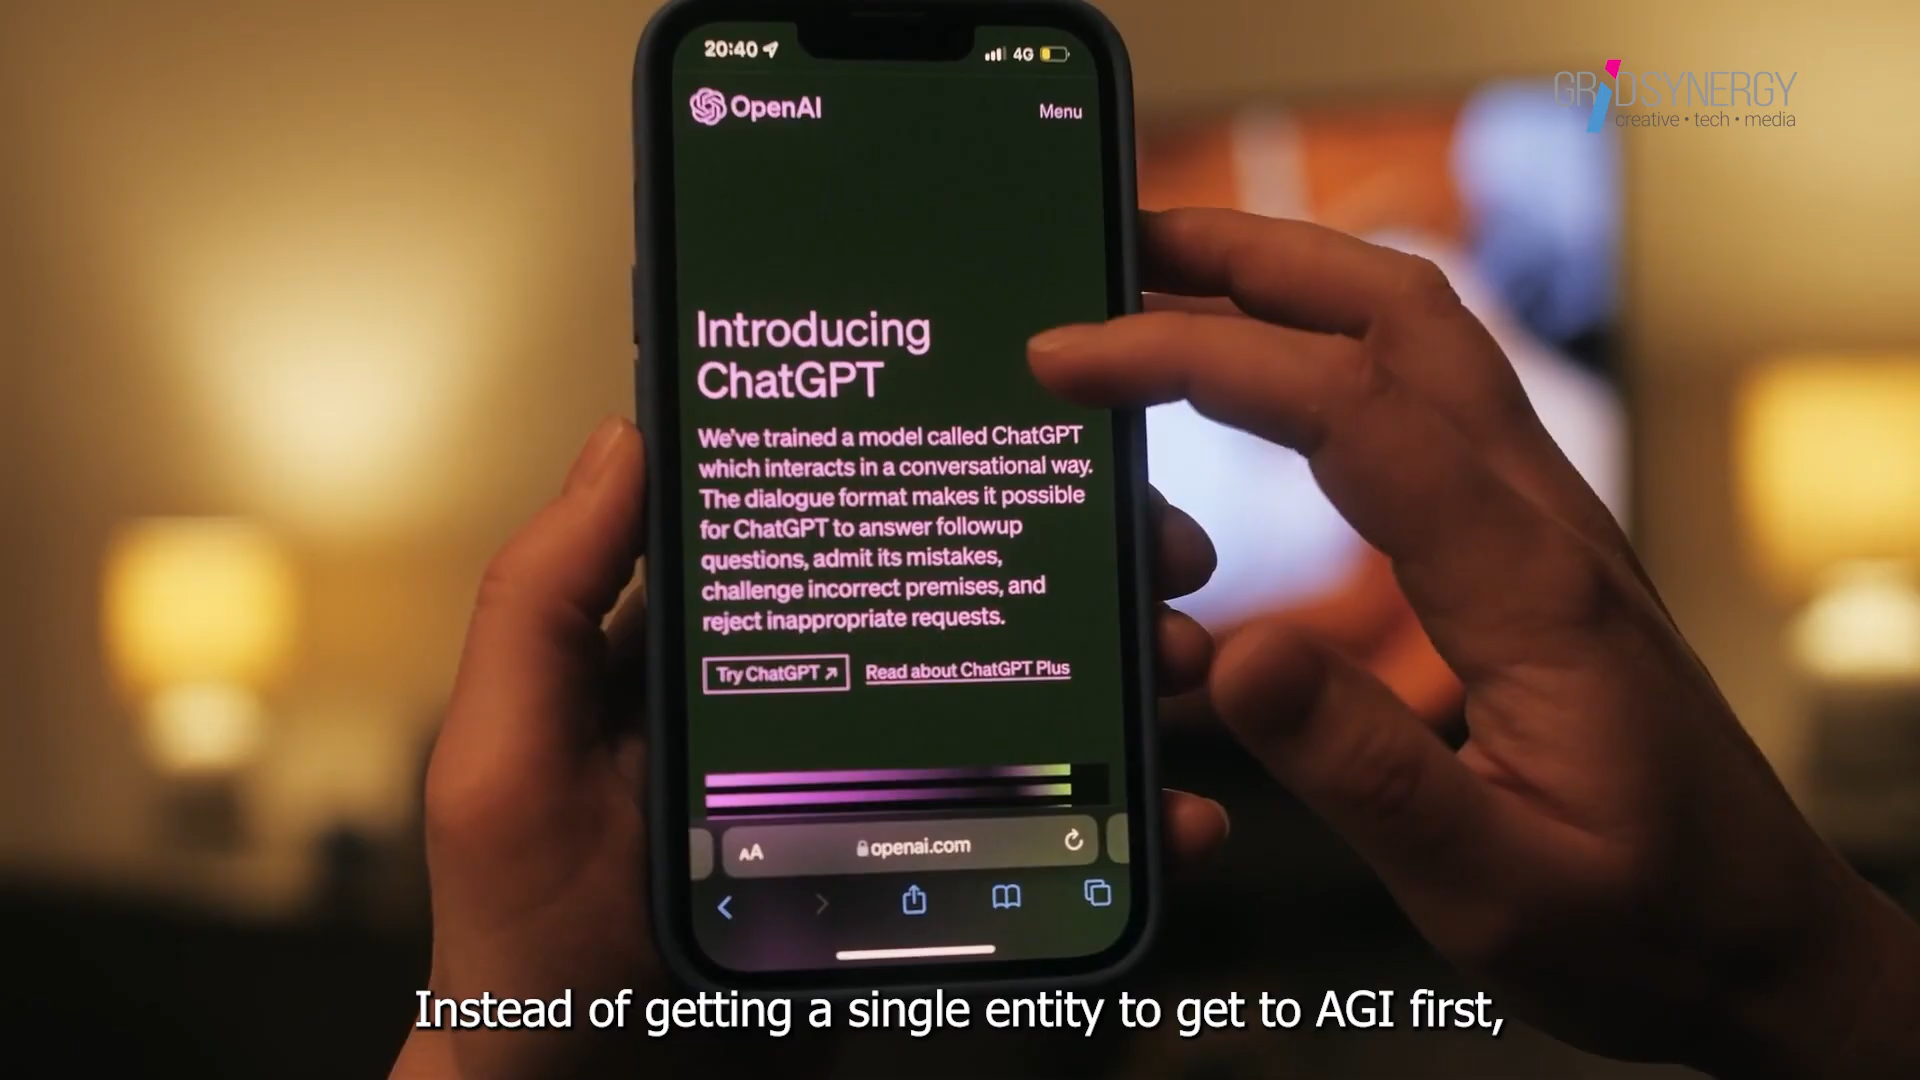 20:40
4G
GRIDSYNERGY
creative • tech • media
OpenAI
Menu
Introducing
ChatGPT
We've trained a model called ChatGPT
which interacts in a conversational way.
The dialogue format makes it possible
for ChatGPT to answer followup
questions, admit its mistakes,
challenge incorrect premises, and
reject inappropriate requests.
Try ChatGPT ↗
Read about ChatGPT Plus
AA
openai.com
Instead of getting a single entity to get to AGI first,